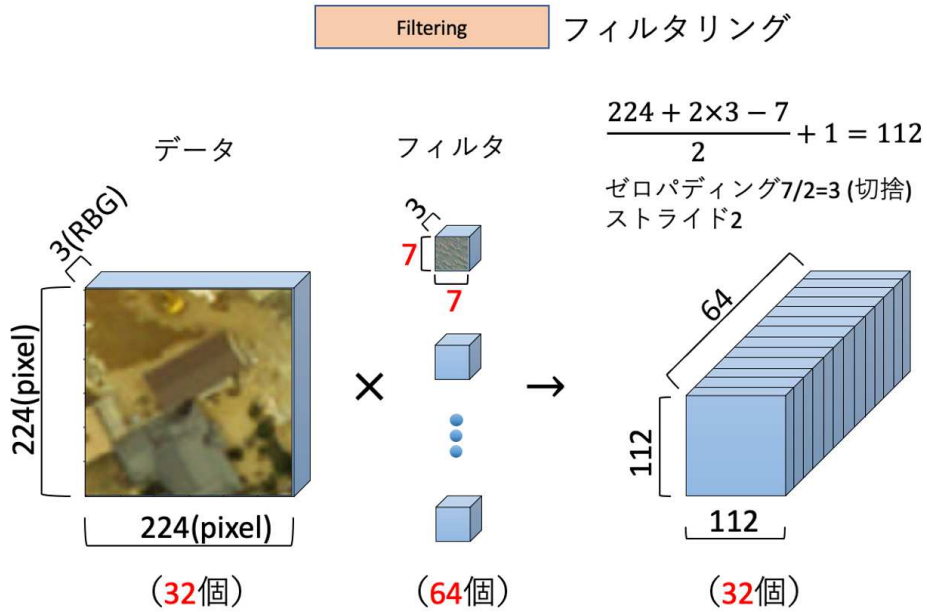 Filtering
フィルタリング
データ
フィルタ
224 + 2×3 − 7
2
+ 1 = 112
ゼロパディング7/2=3 (切捨)
ストライド2
3(RBG)
224(pixel)
224(pixel)
3
7
7
×
→
64
112
112
（32個）
（64個）
（32個）